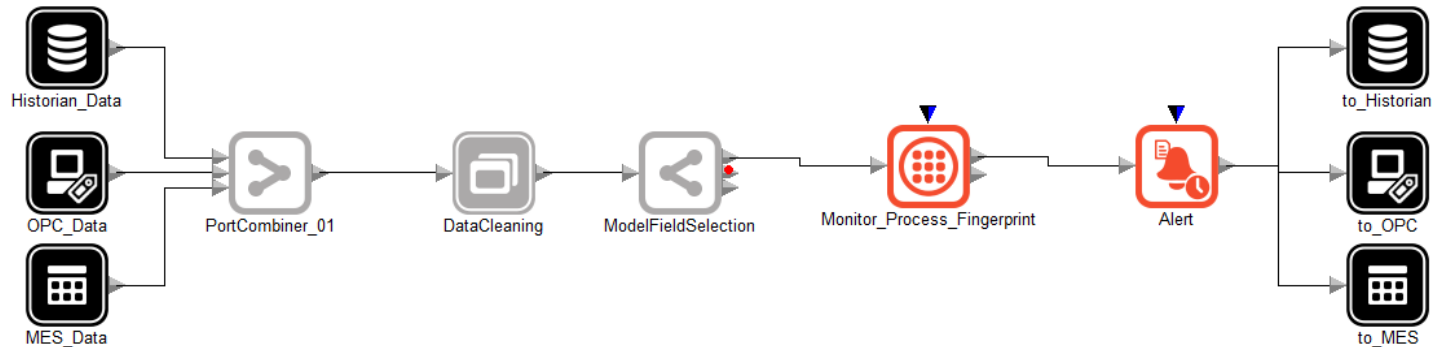 Historian_Data
OPC_Data
MES_Data
PortCombiner_01
DataCleaning
ModelFieldSelection
Monitor_Process_Fingerprint
Alert
to_Historian
to_OPC
to_MES